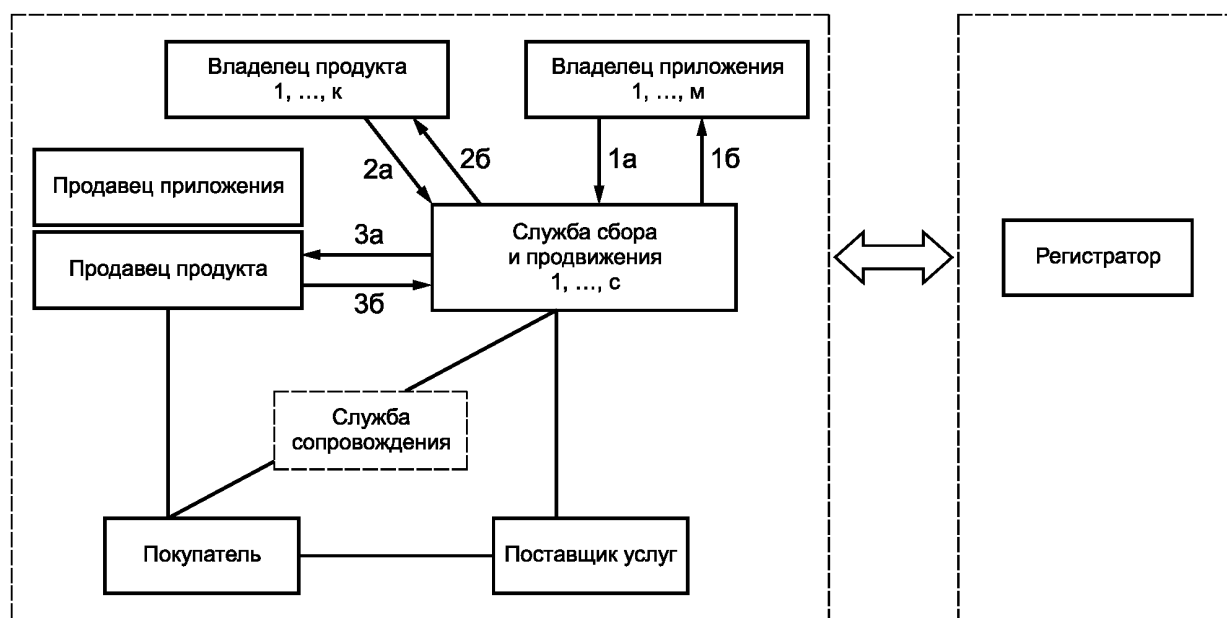 Владелец продукта
1, ..., к
Владелец приложения
1, ..., м
2а
2б
1а
1б
Продавец приложения
Продавец продукта
3а
3б
Служба сбора
и продвижения
1, ..., с
Регистратор
Служба
сопровождения
Покупатель
Поставщик услуг